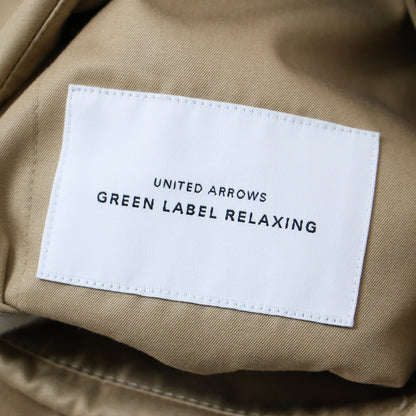 UNITED ARROWS
GREEN LABEL RELAXING